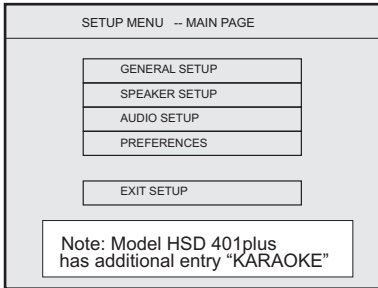 SETUP MENU -- MAIN PAGE
GENERAL SETUP
SPEAKER SETUP
AUDIO SETUP
PREFERENCES
EXIT SETUP
Note: Model HSD 401plus
has additional entry “KARAOKE”